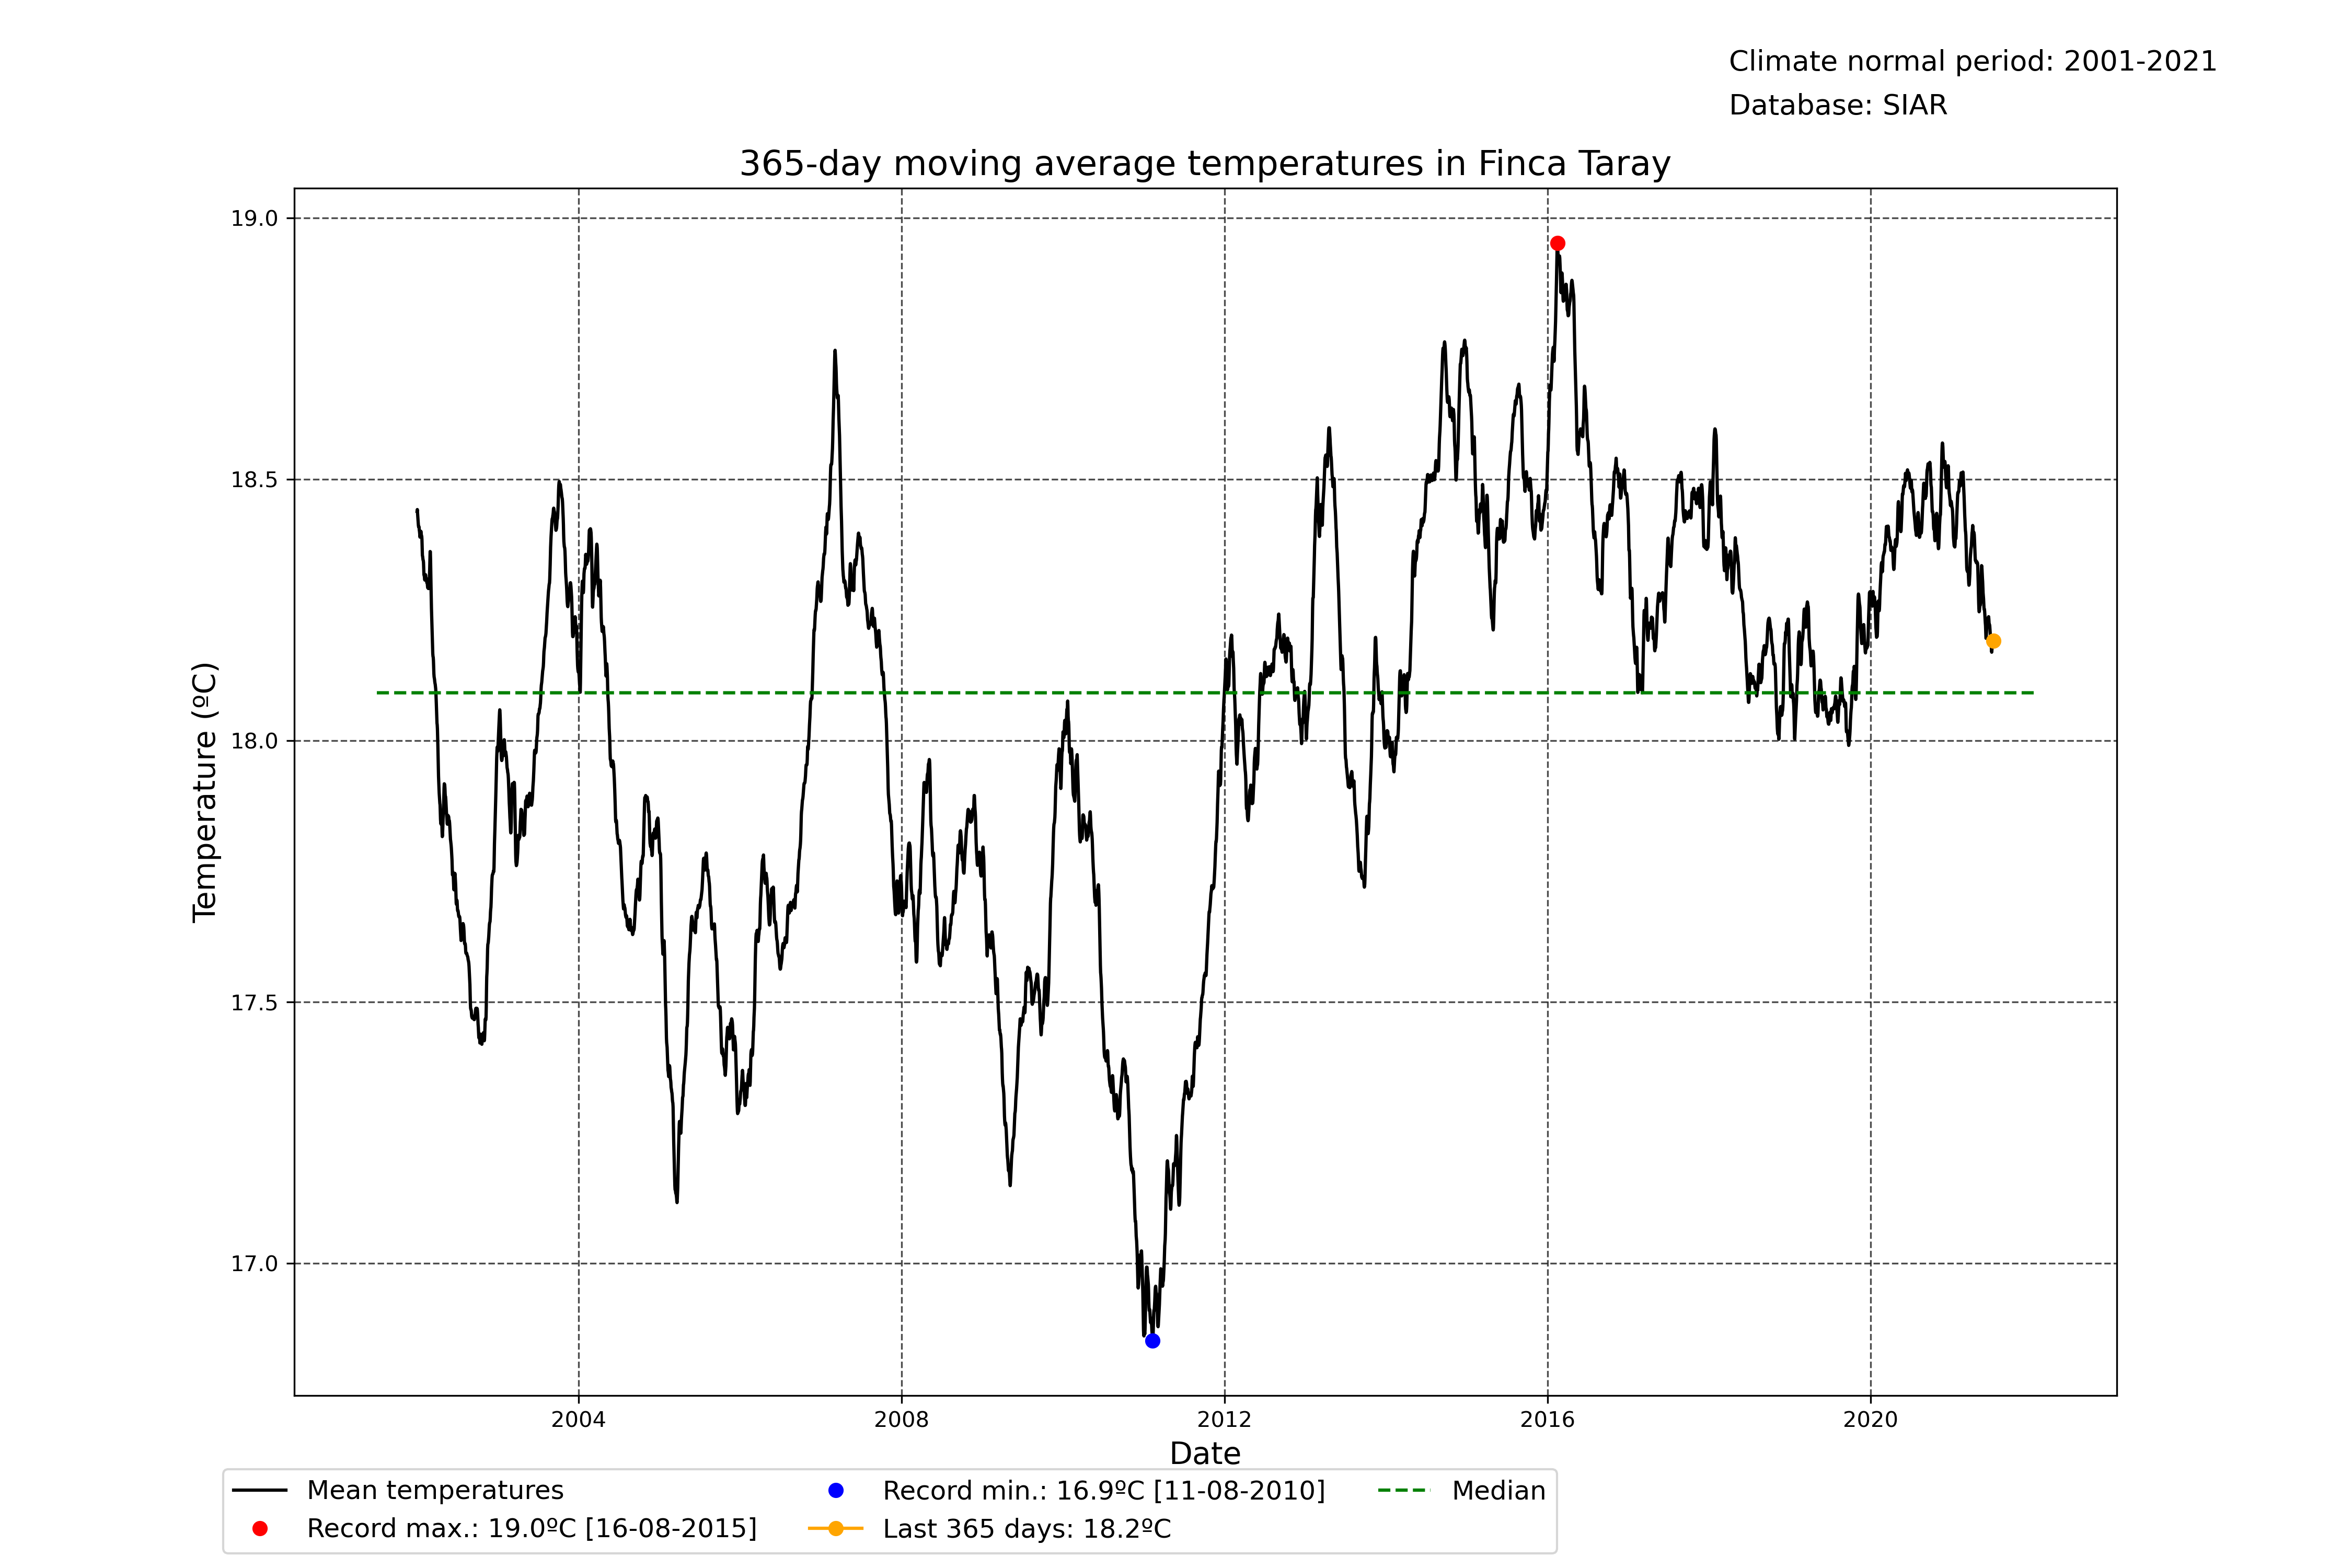 Climate normal period: 2001-2021
Database: SIAR
365-day moving average temperatures in Finca Taray
19.0
18.5
18.0
17.5
17.0
Temperature (ºC)
2004 2008 2012 2016 2020
Date
Mean temperatures
Record max.: 19.0ºC [16-08-2015]
Record min.: 16.9ºC [11-08-2010]
Last 365 days: 18.2ºC
Median